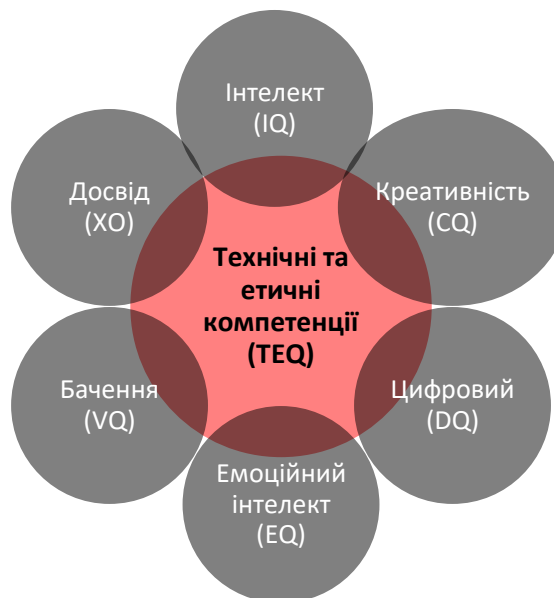 Інтелект
(IQ)
Досвід
(XO)
Креативність
(CQ)
Технічні та
етичні
компетенції
(TEQ)
Бачення
(VQ)
Цифровий
(DQ)
Емоційний
інтелект
(EQ)